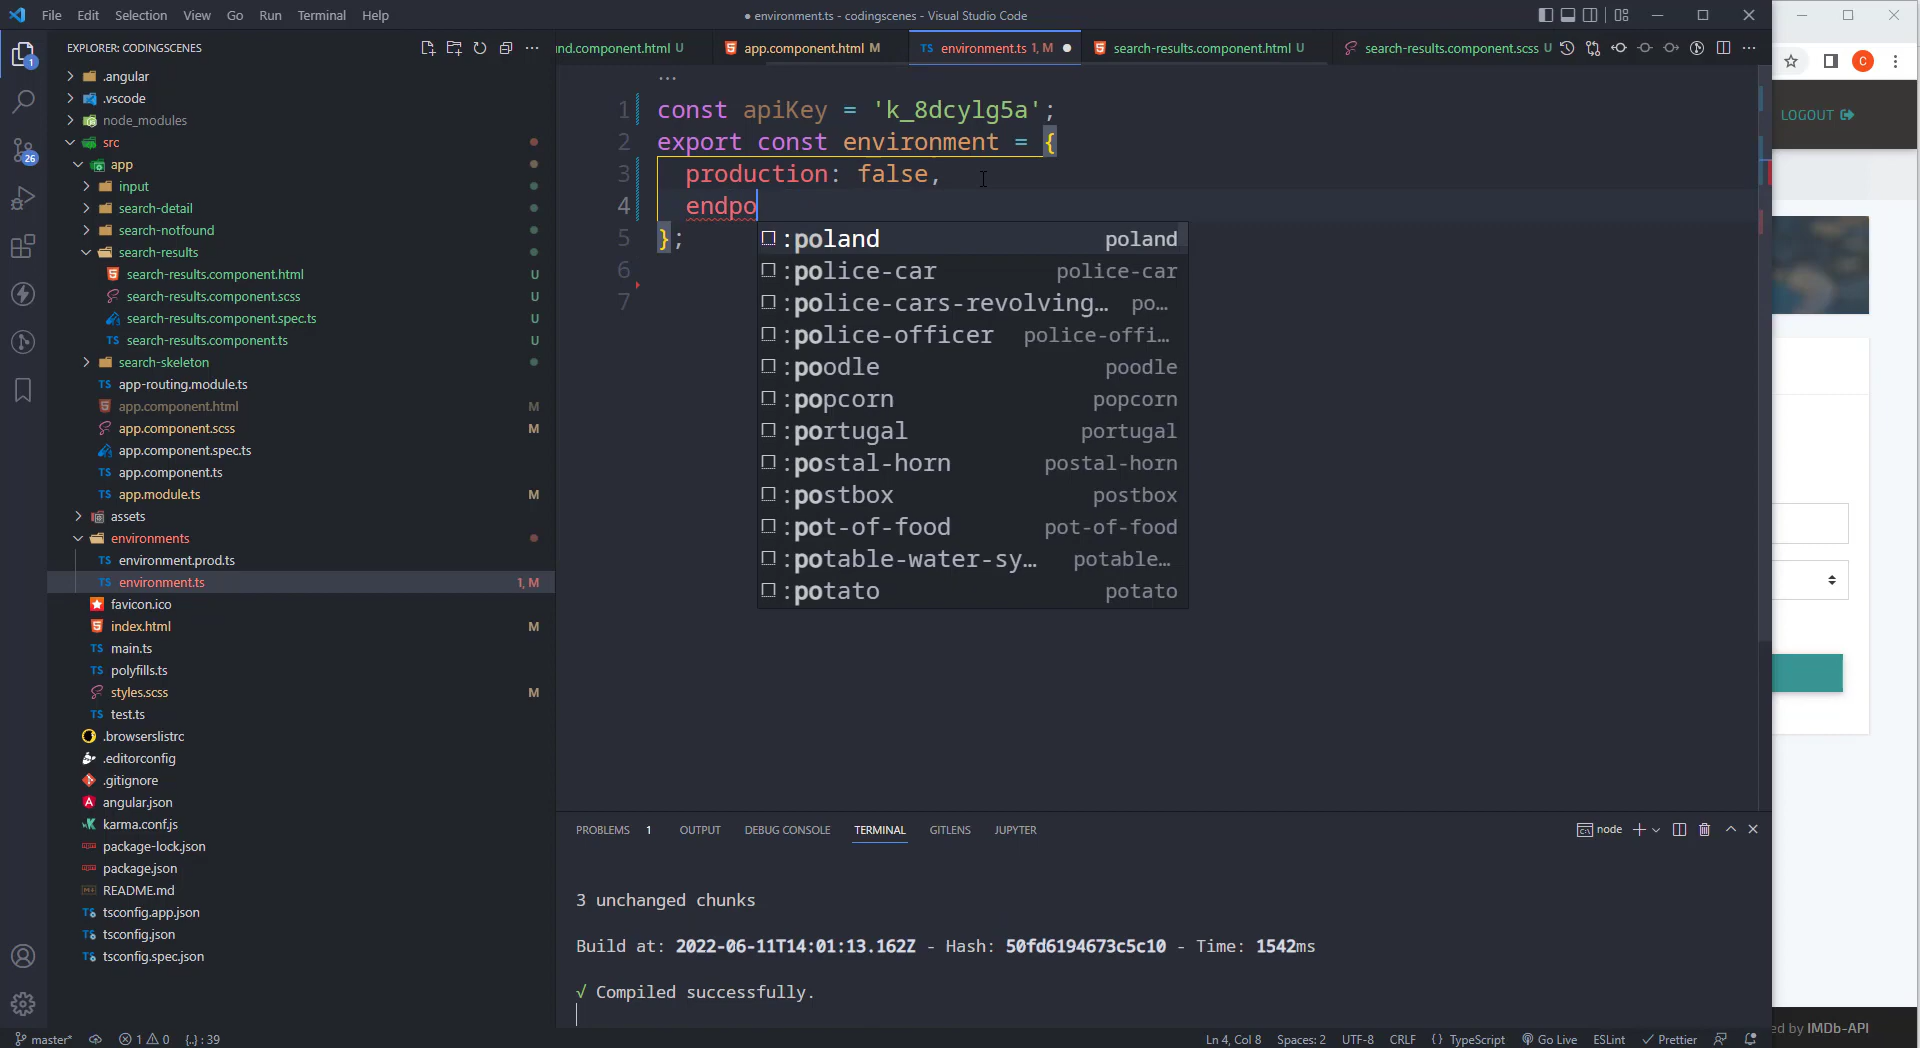 File Edit Selection View Go Run Terminal Help
● environment.ts - codingscenes - Visual Studio Code
EXPLORER: CODINGSCENES
.angular
.vscode
node_modules
src
app
input
search-detail
search-notfound
search-results
search-results.component.html U
search-results.component.scss U
search-results.component.spec.ts U
search-results.component.ts U
search-skeleton
app-routing.module.ts
app.component.html M
app.component.scss M
app.component.spec.ts
app.component.ts
app.module.ts M
assets
environments
environment.prod.ts
environment.ts 1, M
favicon.ico
index.html M
main.ts
polyfills.ts
styles.scss M
test.ts
.browserslistrc
.editorconfig
.gitignore
angular.json
karma.conf.js
package-lock.json
package.json
README.md
tsconfig.app.json
tsconfig.json
tsconfig.spec.json
1
26
nd.component.html U app.component.html M TS environment.ts 1, M ● search-results.component.html U search-results.component.scss U
...
1 const apiKey = 'k_8dcylg5a';
2 export const environment = {
3 production: false,
4 endpo
5 };
6
7
:poland poland
:police-car police-car
:police-cars-revolving… po…
:police-officer police-offi…
:poodle poodle
:popcorn popcorn
:portugal portugal
:postal-horn postal-horn
:postbox postbox
:pot-of-food pot-of-food
:potable-water-sy… potable…
:potato potato
PROBLEMS 1 OUTPUT DEBUG CONSOLE TERMINAL GITLENS JUPYTER
node
3 unchanged chunks
Build at: 2022-06-11T14:01:13.162Z - Hash: 50fd6194673c5c10 - Time: 1542ms
√ Compiled successfully.
master* 1 0 {..} : 39 Ln 4, Col 8 Spaces: 2 UTF-8 CRLF { } TypeScript Go Live ESLint Prettier
C
LOGOUT
ed by IMDb-API